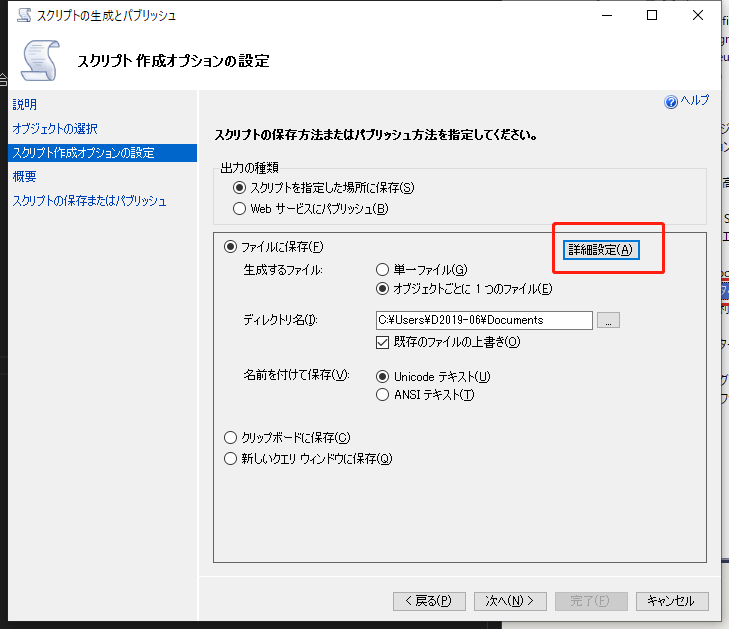 スクリプトの生成とパブリッシュ
スクリプト作成オプションの設定
説明
オブジェクトの選択
スクリプト作成オプションの設定
概要
スクリプトの保存またはパブリッシュ
ヘルプ
スクリプトの保存方法またはパブリッシュ方法を指定してください。
出力の種類
スクリプトを指定した場所に保存(S)
Web サービスにパブリッシュ(B)
ファイルに保存(F)
詳細設定(A)
生成するファイル:
単一ファイル(G)
オブジェクトごとに 1 つのファイル(E)
ディレクトリ名(I):
C:¥Users¥D2019-06¥Documents
...
既存のファイルの上書き(O)
名前を付けて保存(V):
Unicode テキスト(U)
ANSI テキスト(T)
クリップボードに保存(C)
新しいクエリ ウィンドウに保存(Q)
< 戻る(P)
次へ(N) >
完了(F)
キャンセル